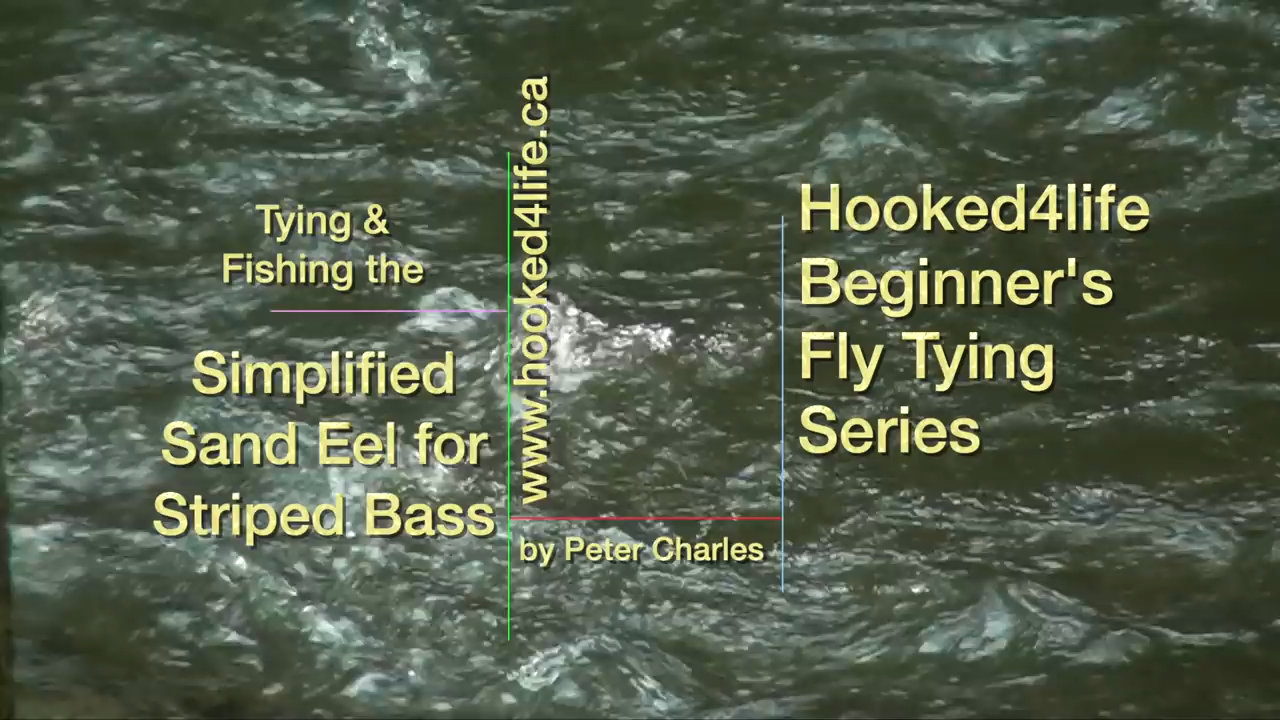 Tying &
Fishing the
Simplified
Sand Eel for
Striped Bass
www.hooked4life.ca
by Peter Charles
Hooked4life
Beginner's
Fly Tying
Series